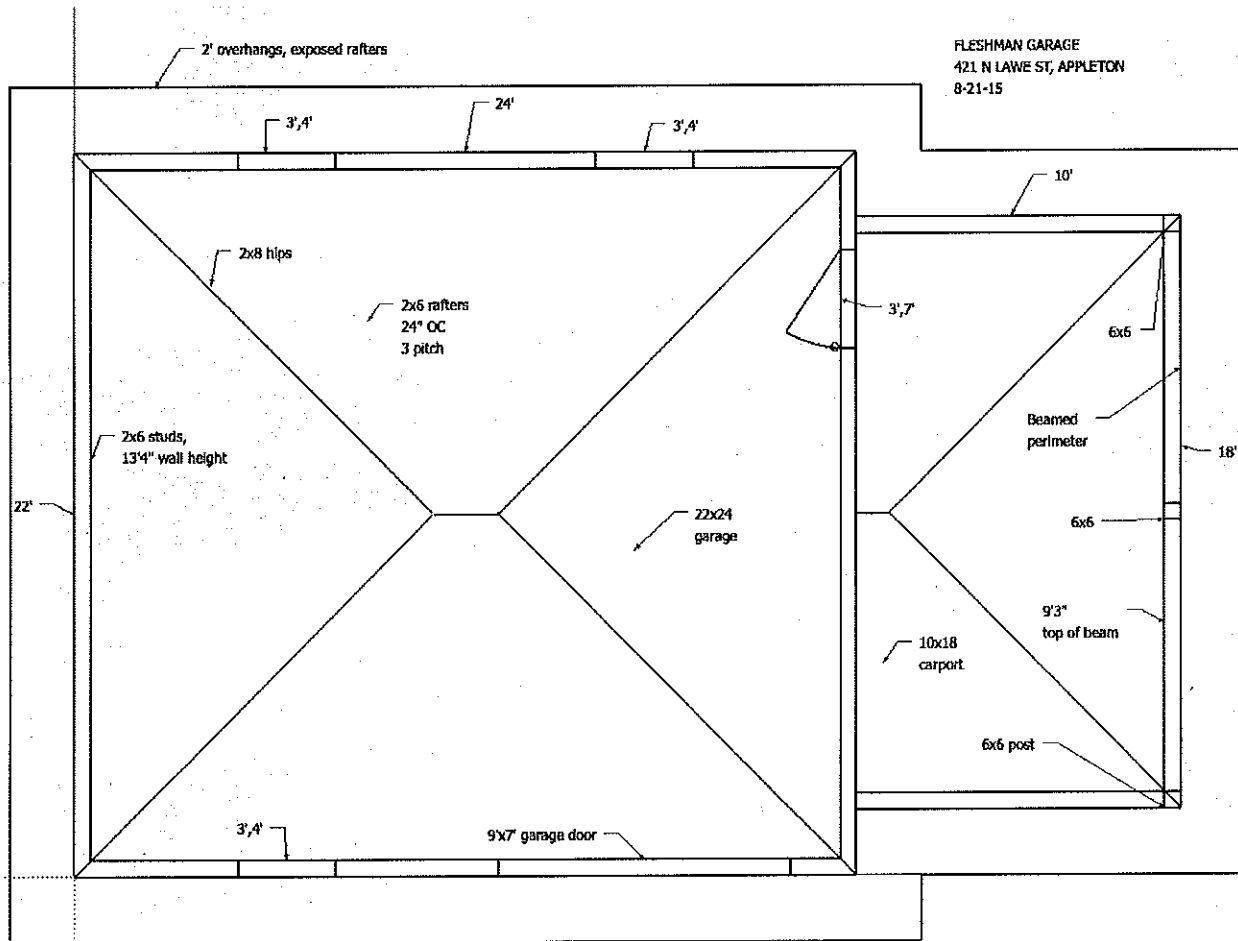 2' overhangs, exposed rafters
FLESHMAN GARAGE
421 N LAWE ST, APPLETON
8-21-15
24'
3',4'
3',4'
10'
2x8 hips
2x6 rafters
24" OC
3 pitch
3',7'
6x6
Beamed
perimeter
2x6 studs,
13'4" wall height
18'
22'
22x24
garage
6x6
9'3"
top of beam
10x18
carport
6x6 post
3',4'
9'x7' garage door